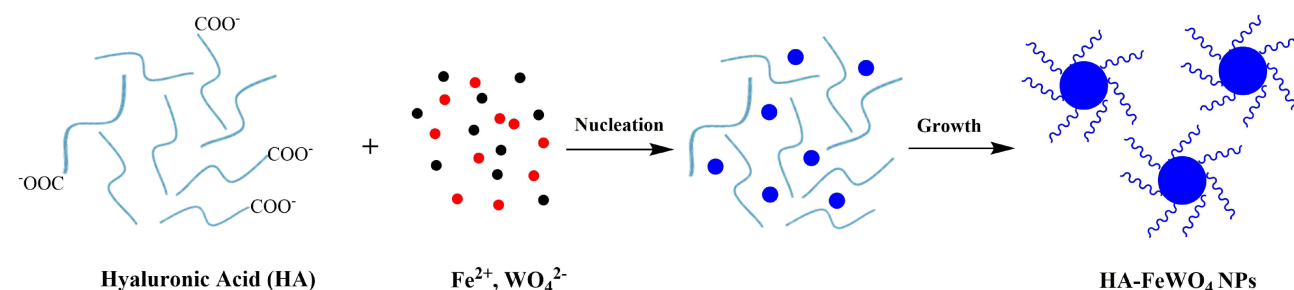 COO⁻
COO⁻
⁻OOC
COO⁻
+
Nucleation
Growth
Hyaluronic Acid (HA)
Fe²⁺, WO₄²⁻
HA-FeWO₄ NPs